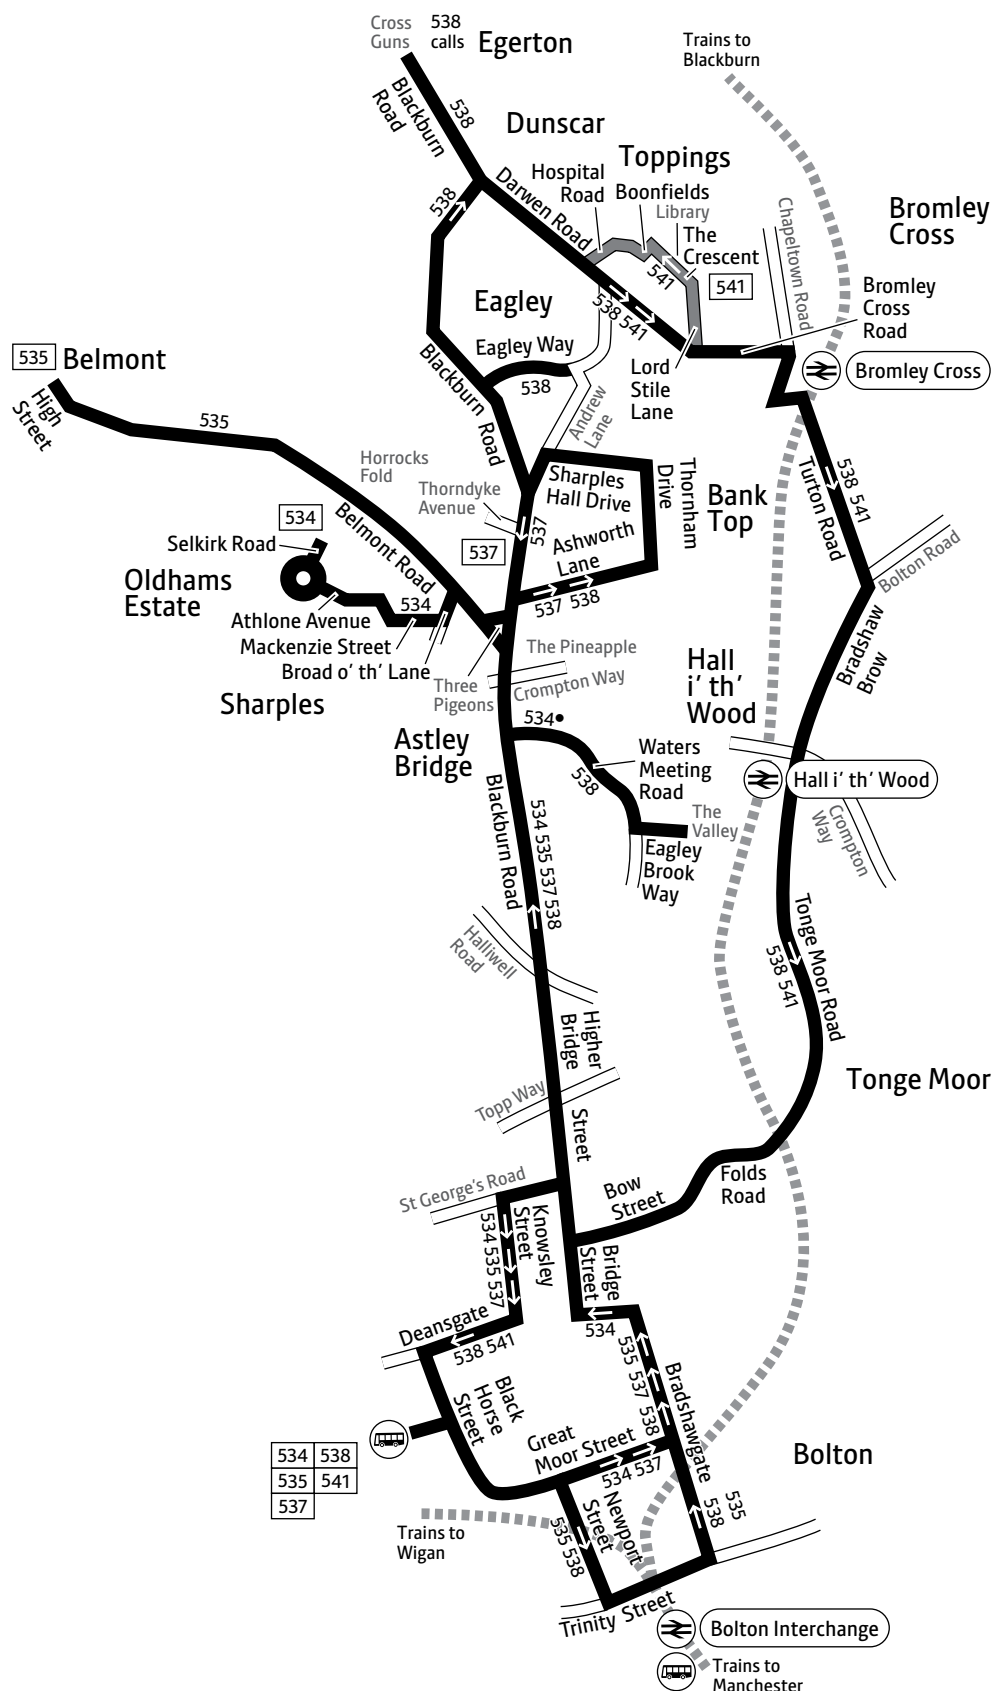 Cross
Guns
538
calls
Egerton
Trains to
Blackburn
Blackburn
Road
538
Dunscar
Toppings
Hospital
Road
Boonfields
Library
The
Crescent
Darwen Road
538
541
541
538 541
Chapeltown Road
Bromley
Cross
Bromley
Cross
Road
Bromley Cross
Eagley
Eagley Way
538
Andrew
Lane
Lord
Stile
Lane
535
Belmont
High
Street
535
Blackburn Road
Horrocks
Fold
Thorndyke
Avenue
Belmont Road
534
Selkirk Road
Oldhams
Estate
Athlone Avenue
534
Mackenzie Street
Broad o' th' Lane
Sharples
537
537
Sharples
Hall Drive
Thornham
Drive
Ashworth
Lane
537 538
Bank
Top
Turton Road
538 541
Bolton Road
Bradshaw
Brow
Three
Pigeons
The Pineapple
Crompton Way
Astley
Bridge
534•
538
Waters
Meeting
Road
The
Valley
Eagley
Brook
Way
Hall
i' th'
Wood
Hall i' th' Wood
Crompton
Way
Blackburn Road
534 535 537 538
Halliwell
Road
Higher
Bridge
Street
Topp Way
Tonge Moor Road
538 541
Tonge Moor
St George's Road
Knowsley
Street
534 535 537
Bow
Street
Folds
Road
Bridge
Street
534
Deansgate
538 541
Black
Horse
Street
535 537 538
Bradshawgate
Great
Moor Street
534 537
Bolton
534 538
535 541
537
Newport
Street
535 538
535
538
Trains to
Wigan
Trinity Street
Bolton Interchange
Trains to
Manchester